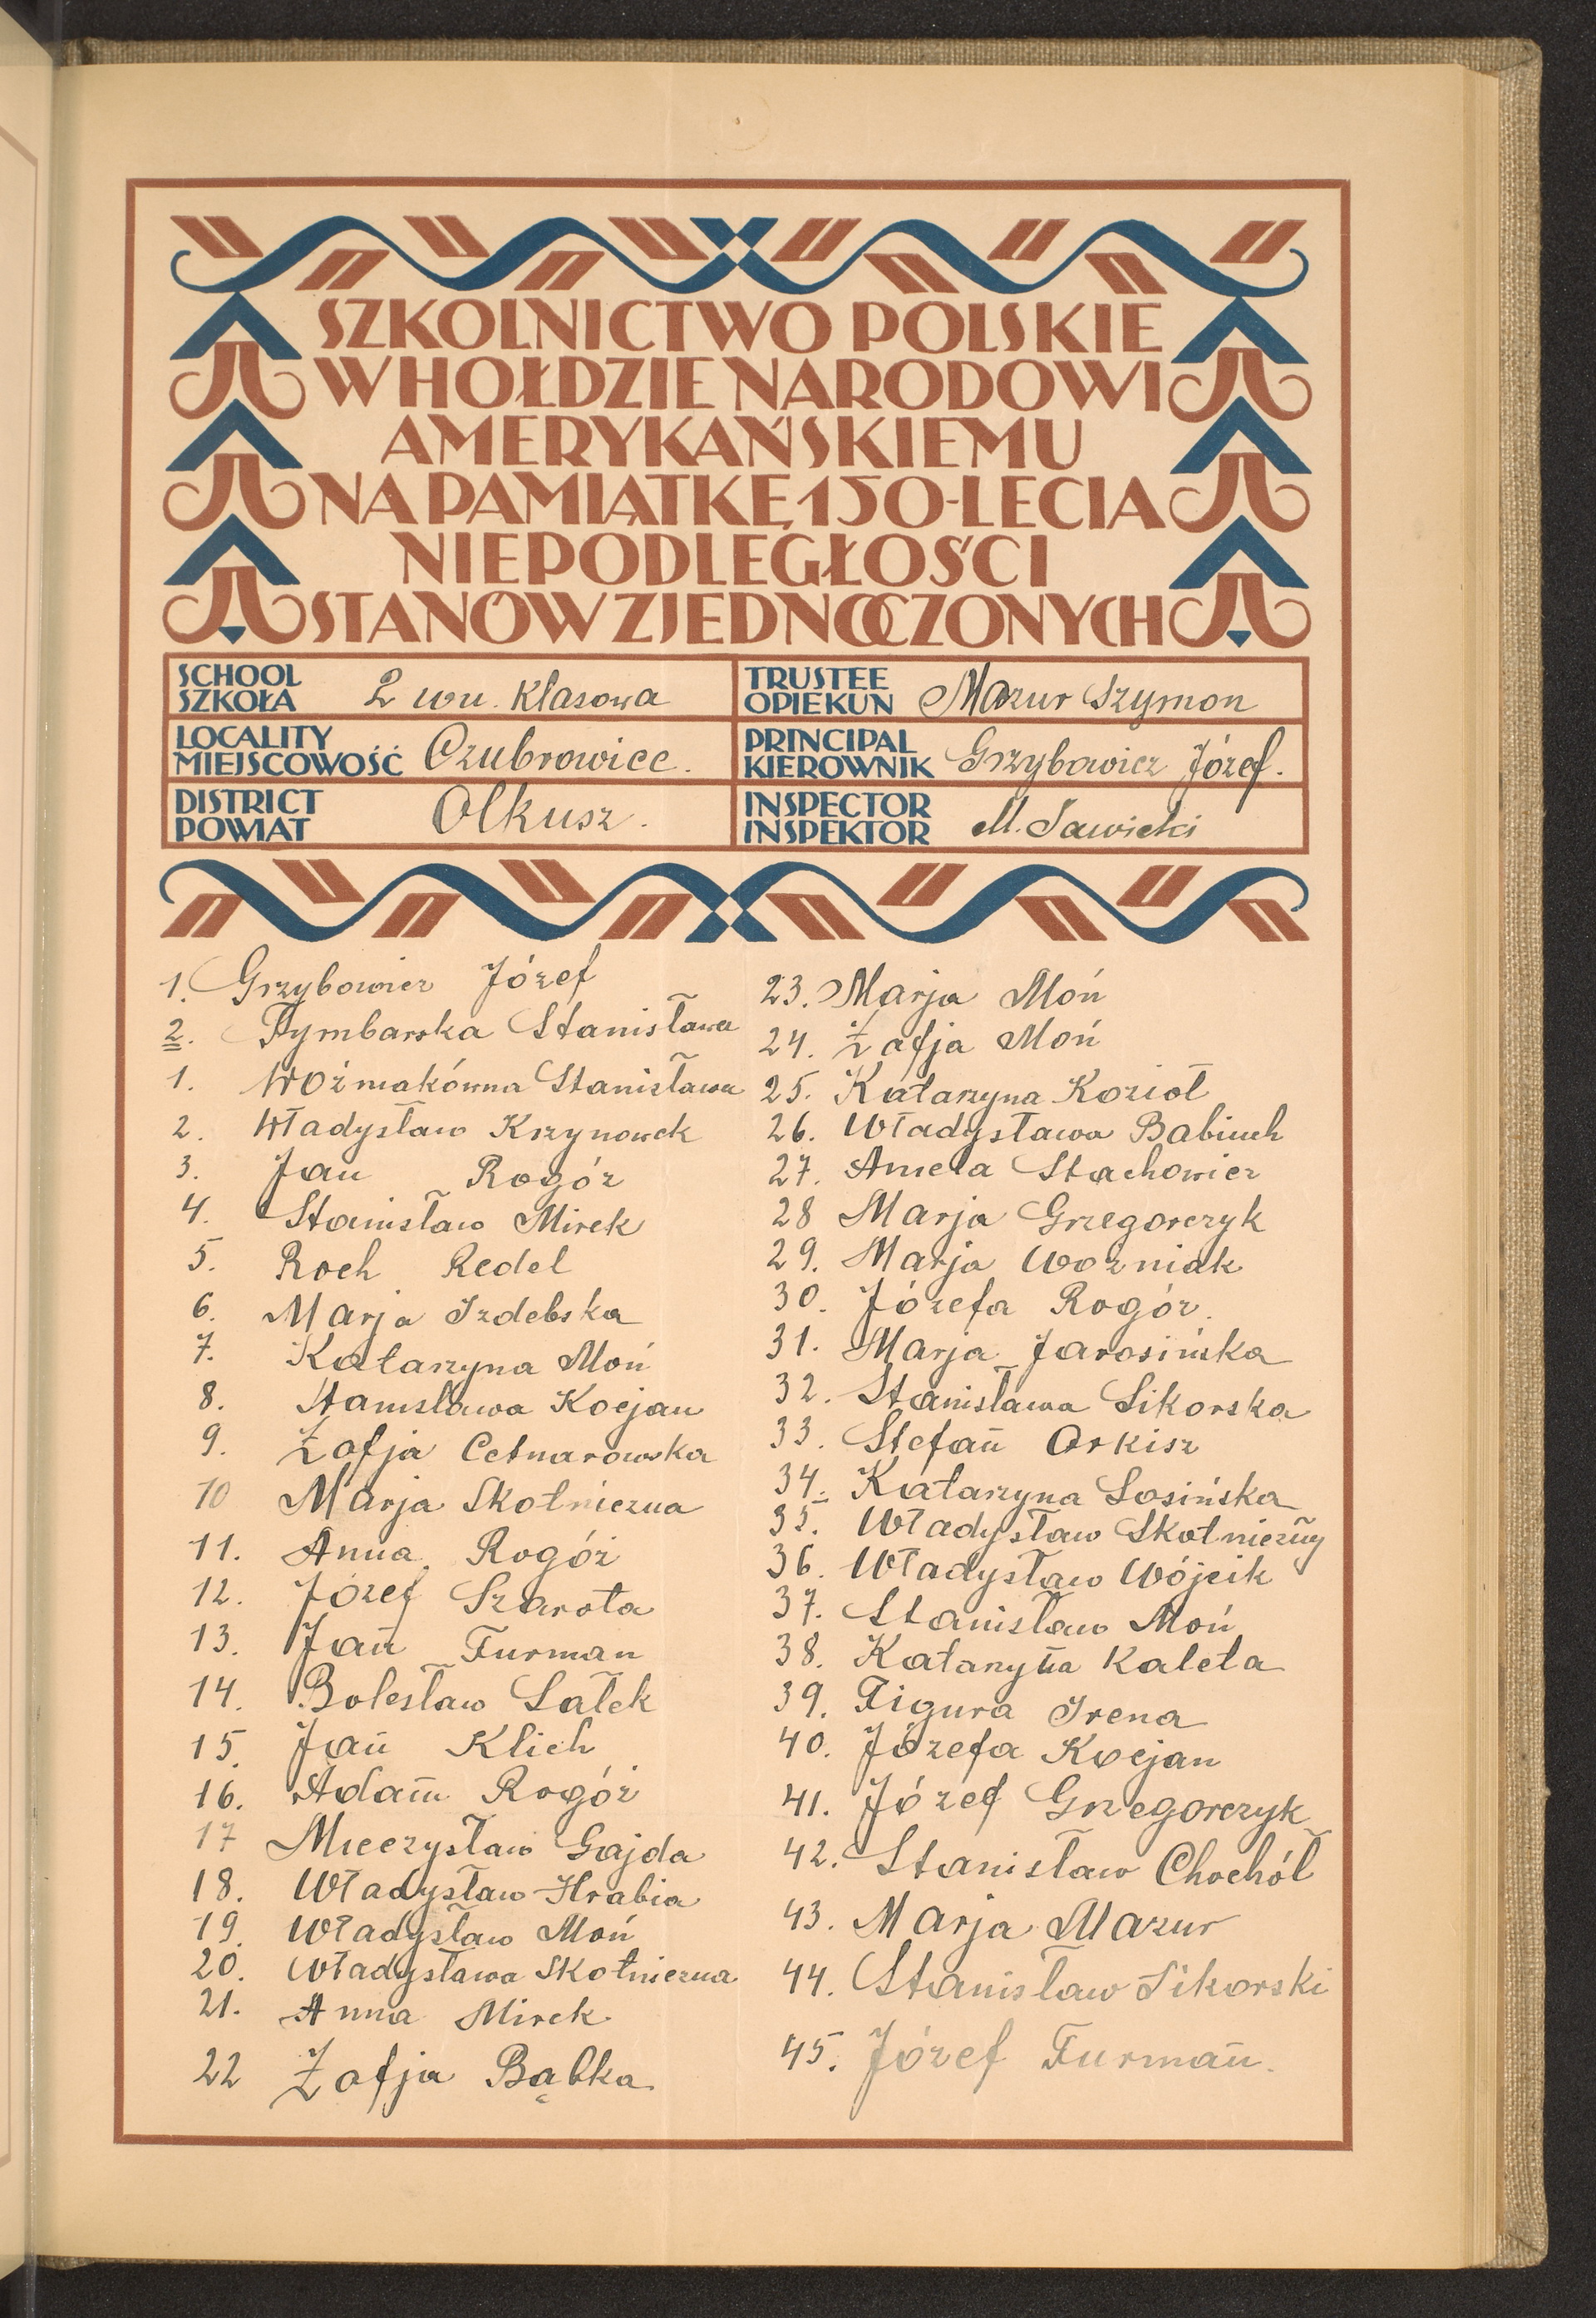 SZKOLNICTWO POLSKIE
W HOŁDZIE NARODOWI
AMERYKAŃSKIEMU
NA PAMIĄTKĘ 150-LECIA
NIEPODLEGŁOŚCI
STANÓW ZJEDNOCZONYCH
SCHOOL
SZKOŁA 2 wu. klasowa
TRUSTEE
OPIEKUN Mazur Szymon
LOCALITY
MIEJSCOWOŚĆ Czubrowice.
PRINCIPAL
KIEROWNIK Grzybowicz Józef.
DISTRICT
POWIAT Olkusz.
INSPECTOR
INSPEKTOR M. Sawicki
1. Grzybowicz Józef
2. Tymbarska Stanisława
1. Woźniakówna Stanisława
2. Władysław Krzynowek
3. Jan Rogóż
4. Stanisław Mirek
5. Roch Redel
6. Marja Izdebska
7. Katarzyna Moń
8. Stanisława Kocjan
9. Zofja Cetnarowska
10 Marja Skotniczna
11. Anna Rogóż
12. Józef Szarota
13. Jan Furman
14. Bolesław Sałek
15. Jan Klich
16. Adam Rogóż
17 Mieczysław Gajda
18. Władysław Hrabia
19. Władysław Moń
20. Władysława Skotniczna
21. Anna Mirek
22 Zofja Bąbka
23. Marja Moń
24. Zofja Moń
25. Katarzyna Kozioł
26. Władysława Babiuch
27. Aniela Stachowicz
28 Marja Grzegorczyk
29. Marja Woźniak
30. Józefa Rogóż.
31. Marja Jarosińska
32. Stanisława Sikorska
33. Stefan Orkisz
34. Katarzyna Łosińska
35. Władysław Skotniczny
36. Władysław Wójcik
37. Stanisław Moń
38. Katarzyna Kaleta
39. Figura Irena
40. Józefa Kocjan
41. Józef Grzegorczyk
42. Stanisław Chochół
43. Marja Mazur
44. Stanisław Sikorski
45. Józef Furman.